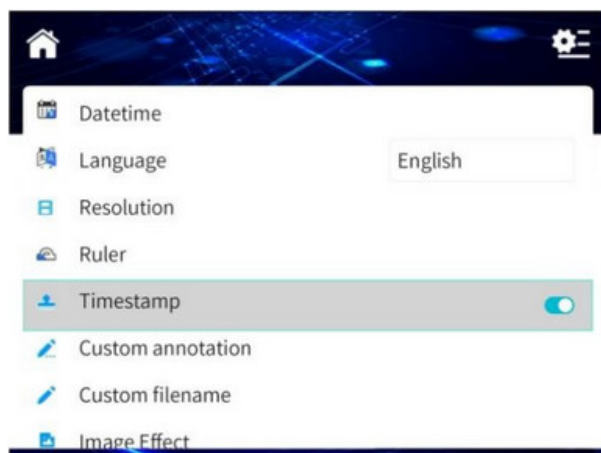 Datetime
Language English
Resolution
Ruler
Timestamp
Custom annotation
Custom filename
Image Effect